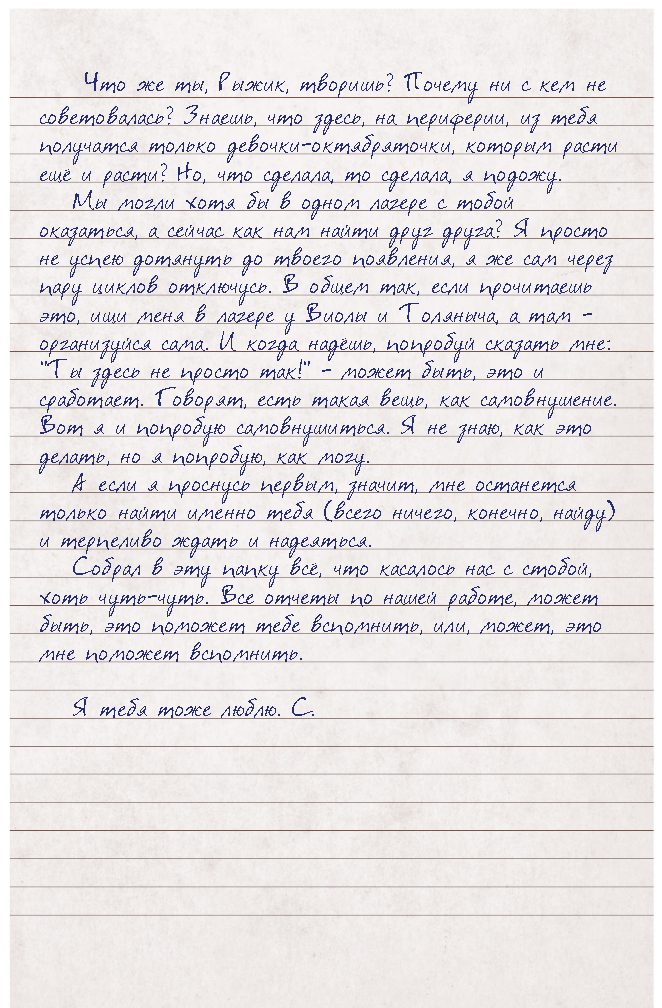 Что же ты, Рыжик, творишь? Почему ни с кем не
советовалась? Знаешь, что здесь, на периферии, из тебя
получатся только девочки-октябряточки, которым расти
ещё и расти? Но, что сделала, то сделала, я подожу.
Мы могли хотя бы в одном лагере с тобой
оказаться, а сейчас как нам найти друг друга? Я просто
не успею дотянуть до твоего появления, я же сам через
пару циклов отключусь. В общем так, если прочитаешь
это, ищи меня в лагере у Виолы и Толяныча, а там -
организуйся сама. И когда надёшь, попробуй сказать мне:
"Ты здесь не просто так!" - может быть, это и
сработает. Говорят, есть такая вещь, как самовнушение.
Вот я и попробую самовнушиться. Я не знаю, как это
делать, но я попробую, как могу.
А если я проснусь первым, значит, мне останется
только найти именно тебя (всего ничего, конечно, найду)
и терпеливо ждать и надеяться.
Собрал в эту папку всё, что касалось нас с стобой,
хоть чуть-чуть. Все отчеты по нашей работе, может
быть, это поможет тебе вспомнить, или, может, это
мне поможет вспомнить.
Я тебя тоже люблю. С.